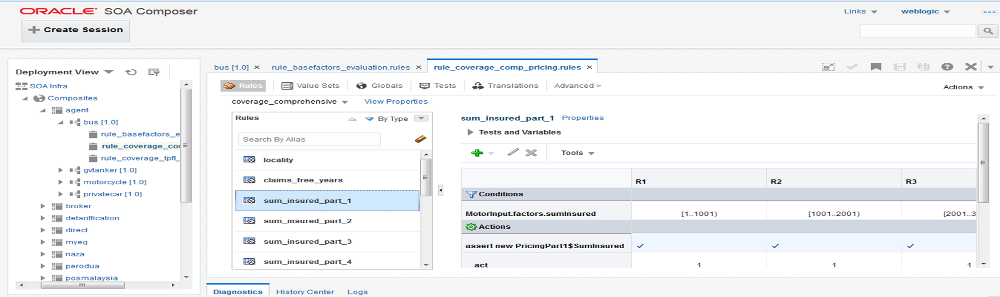 ORACLE SOA Composer
Links
weblogic
Create Session
Deployment View
SOA Infra
Composites
agent
bus [1.0]
rule_basefactors_e
rule_coverage_co
rule_coverage_tpft_
gvtanker [1.0]
motorcycle [1.0]
privatecar [1.0]
broker
detariffication
direct
myeg
naza
perodua
posmalaysia
bus [1.0]
rule_basefactors_evaluation.rules
rule_coverage_comp_pricing.rules
Rules
Value Sets
Globals
Tests
Translations
Advanced >
Actions
coverage_comprehensive
View Properties
Rules
By Type
Search By Alias
locality
claims_free_years
sum_insured_part_1
sum_insured_part_2
sum_insured_part_3
sum_insured_part_4
sum_insured_part_1 Properties
Tests and Variables
Tools
R1 R2 R3
Conditions
MotorInput.factors.sumInsured [1..1001) [1001..2001) [2001..3
Actions
assert new PricingPart1$SumInsured
act 1 1 1
Diagnostics
History Center
Logs